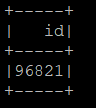 +-----+
|   id|
+-----+
|96821|
+-----+